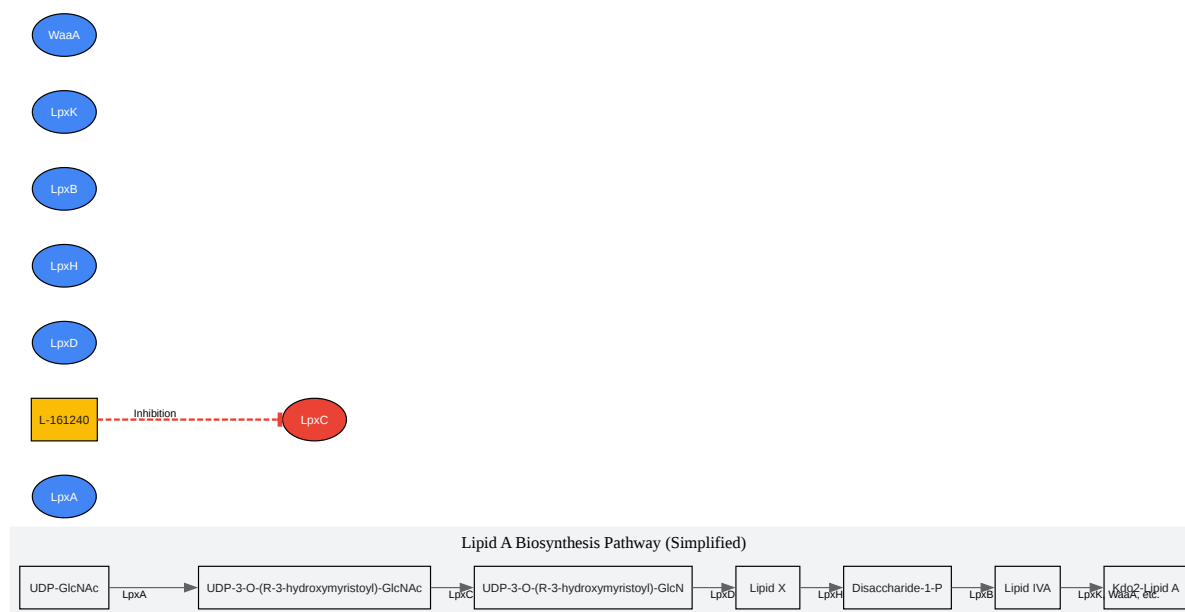 WaaA
LpxK
LpxB
LpxH
LpxD
L-161240
Inhibition
LpxC
LpxA
Lipid A Biosynthesis Pathway (Simplified)
UDP-GlcNAc
LpxA
UDP-3-O-(R-3-hydroxymyristoyl)-GlcNAc
LpxC
UDP-3-O-(R-3-hydroxymyristoyl)-GlcN
LpxD
Lipid X
LpxH
Disaccharide-1-P
LpxB
Lipid IVA
LpxK, WaaA, etc.
Kdo2-Lipid A